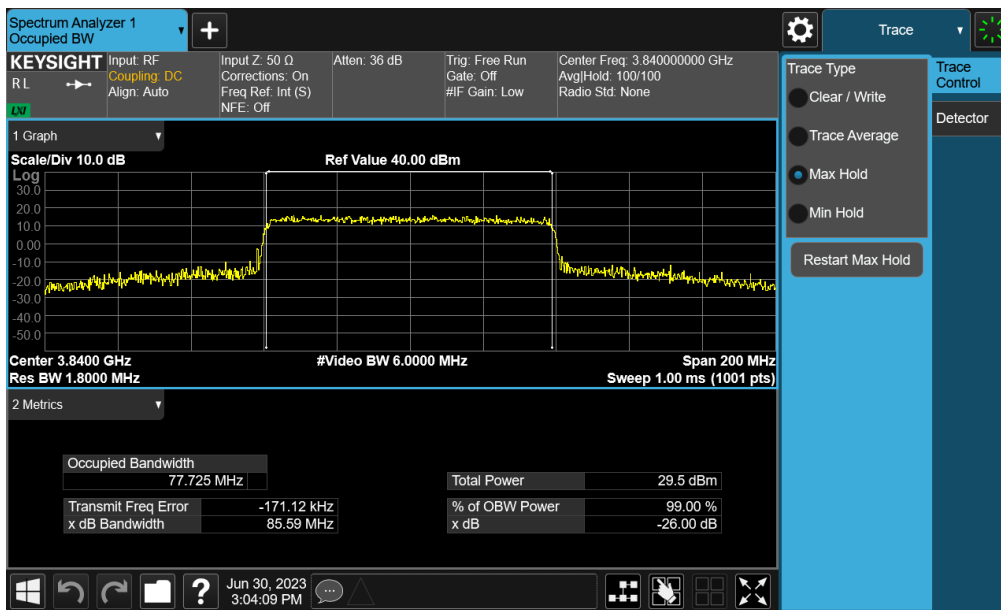 Spectrum Analyzer 1
Occupied BW
Trace
KEYSIGHT
R L
LXI
Input: RF
Coupling: DC
Align: Auto
Input Z: 50 Ω
Corrections: On
Freq Ref: Int (S)
NFE: Off
Atten: 36 dB
Trig: Free Run
Gate: Off
#IF Gain: Low
Center Freq: 3.840000000 GHz
Avg|Hold: 100/100
Radio Std: None
Trace Type
Clear / Write
Trace Average
Max Hold
Min Hold
Restart Max Hold
Trace
Control
Detector
1 Graph
Scale/Div 10.0 dB
Ref Value 40.00 dBm
Log
30.0
20.0
10.0
0.00
-10.0
-20.0
-30.0
-40.0
-50.0
Center 3.8400 GHz
#Video BW 6.0000 MHz
Span 200 MHz
Res BW 1.8000 MHz
Sweep 1.00 ms (1001 pts)
2 Metrics
Occupied Bandwidth
77.725 MHz
Total Power 29.5 dBm
Transmit Freq Error -171.12 kHz
% of OBW Power 99.00 %
x dB Bandwidth 85.59 MHz
x dB -26.00 dB
?
Jun 30, 2023
3:04:09 PM